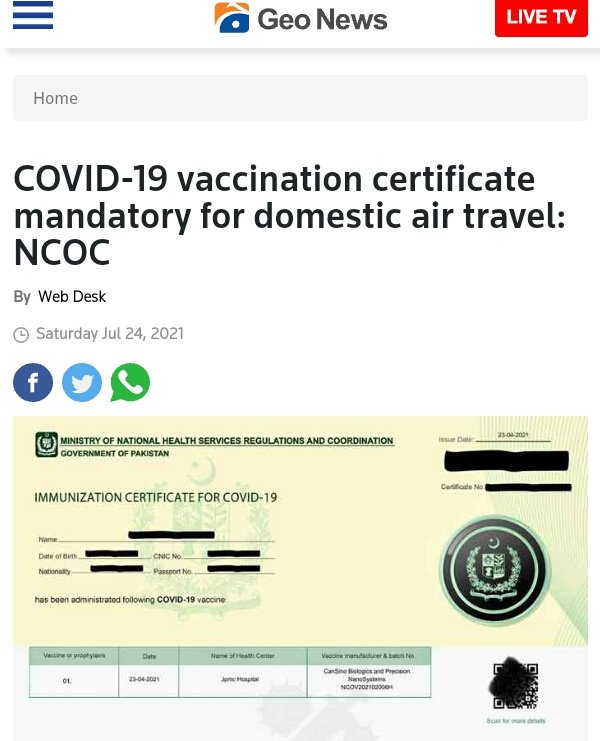 Geo News
LIVE TV
Home
COVID-19 vaccination certificate
mandatory for domestic air travel:
NCOC
By Web Desk
Saturday Jul 24, 2021
MINISTRY OF NATIONAL HEALTH SERVICES REGULATIONS AND COORDINATION
GOVERNMENT OF PAKISTAN
Issue Date: 23-04-2021
Certificate No.
IMMUNIZATION CERTIFICATE FOR COVID-19
Name
Date of Birth CNIC No.
Nationality Passport No.
has been administrated following COVID-19 vaccine:
Vaccine or prophylaxis Date Name of Health Center Vaccine manufacturer & batch No.
01. 23-04-2021 Jpmc Hospital CanSino Biologics and Precision
NanoSystems
NCOV202102006H
Scan for more details